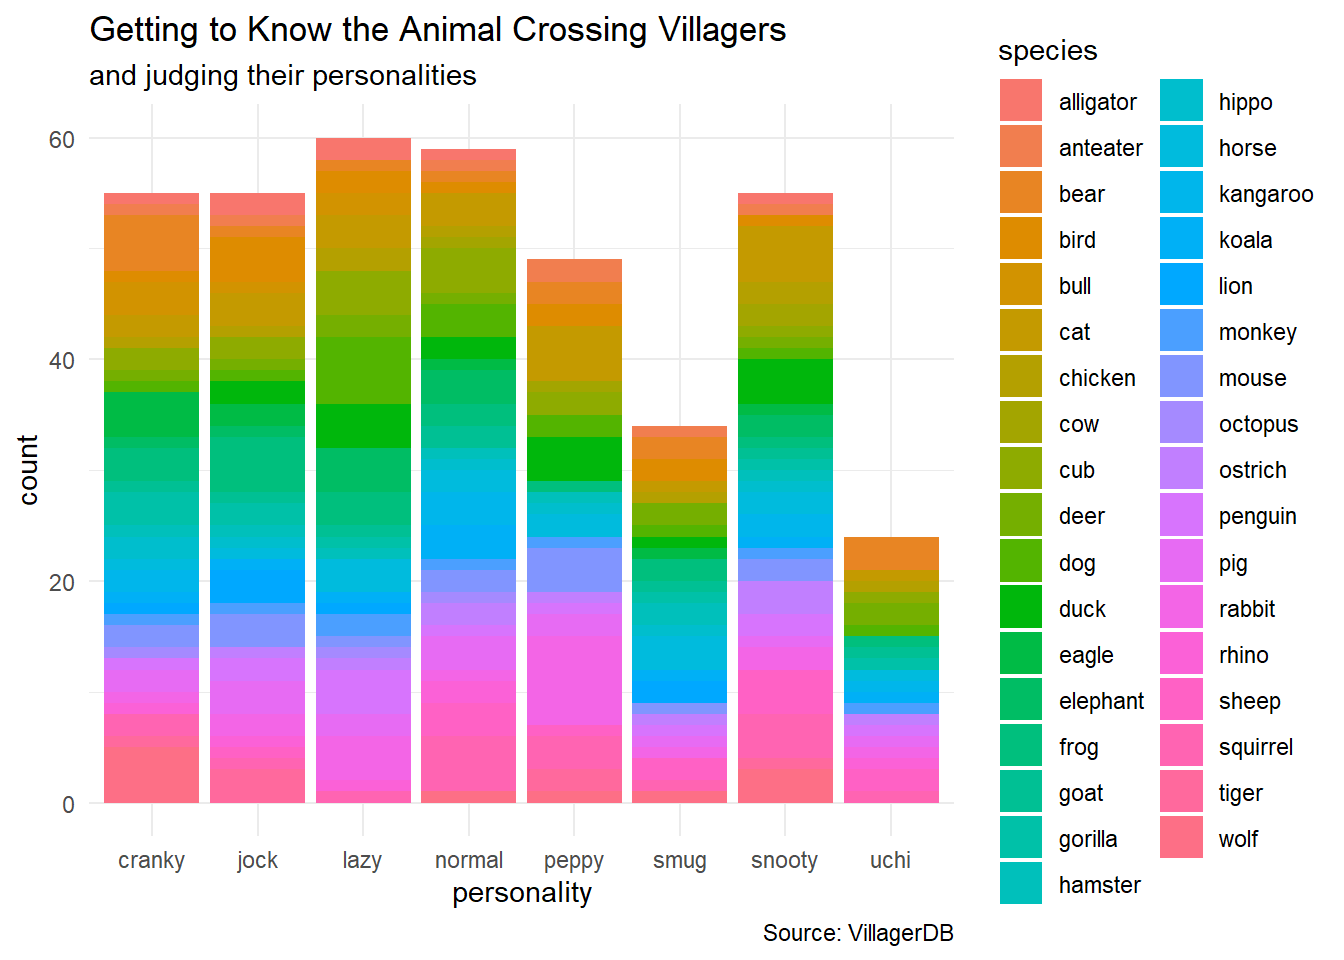 Getting to Know the Animal Crossing Villagers
and judging their personalities
count
60
40
20
0
cranky
jock
lazy
normal
peppy
smug
snooty
uchi
personality
Source: VillagerDB
species
alligator
anteater
bear
bird
bull
cat
chicken
cow
cub
deer
dog
duck
eagle
elephant
frog
goat
gorilla
hamster
hippo
horse
kangaroo
koala
lion
monkey
mouse
octopus
ostrich
penguin
pig
rabbit
rhino
sheep
squirrel
tiger
wolf